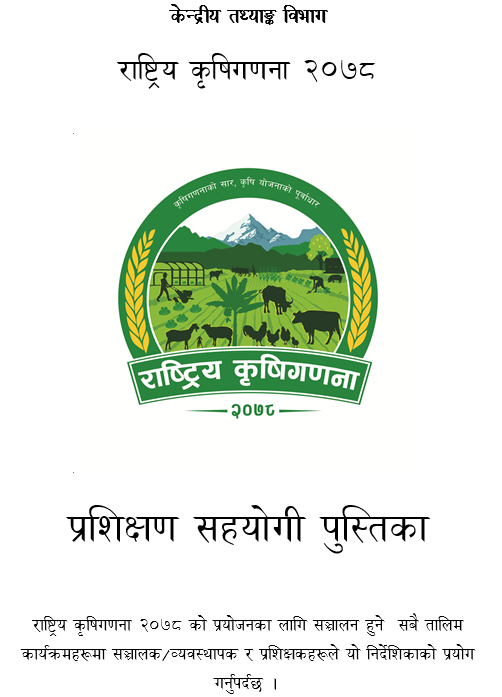 केन्द्रीय तथ्याङ्क विभाग
राष्ट्रिय कृषिगणना २०७८
कृषिगणनाको सार, कृषि योजनाको पूर्वाधार
राष्ट्रिय कृषिगणना
२०७८
प्रशिक्षण सहयोगी पुस्तिका
राष्ट्रिय कृषिगणना २०७८ को प्रयोजनका लागि सञ्चालन हुने सबै तालिम
कार्यक्रमहरूमा सञ्चालक/व्यवस्थापक र प्रशिक्षकहरूले यो निर्देशिकाको प्रयोग
गर्नुपर्दछ ।